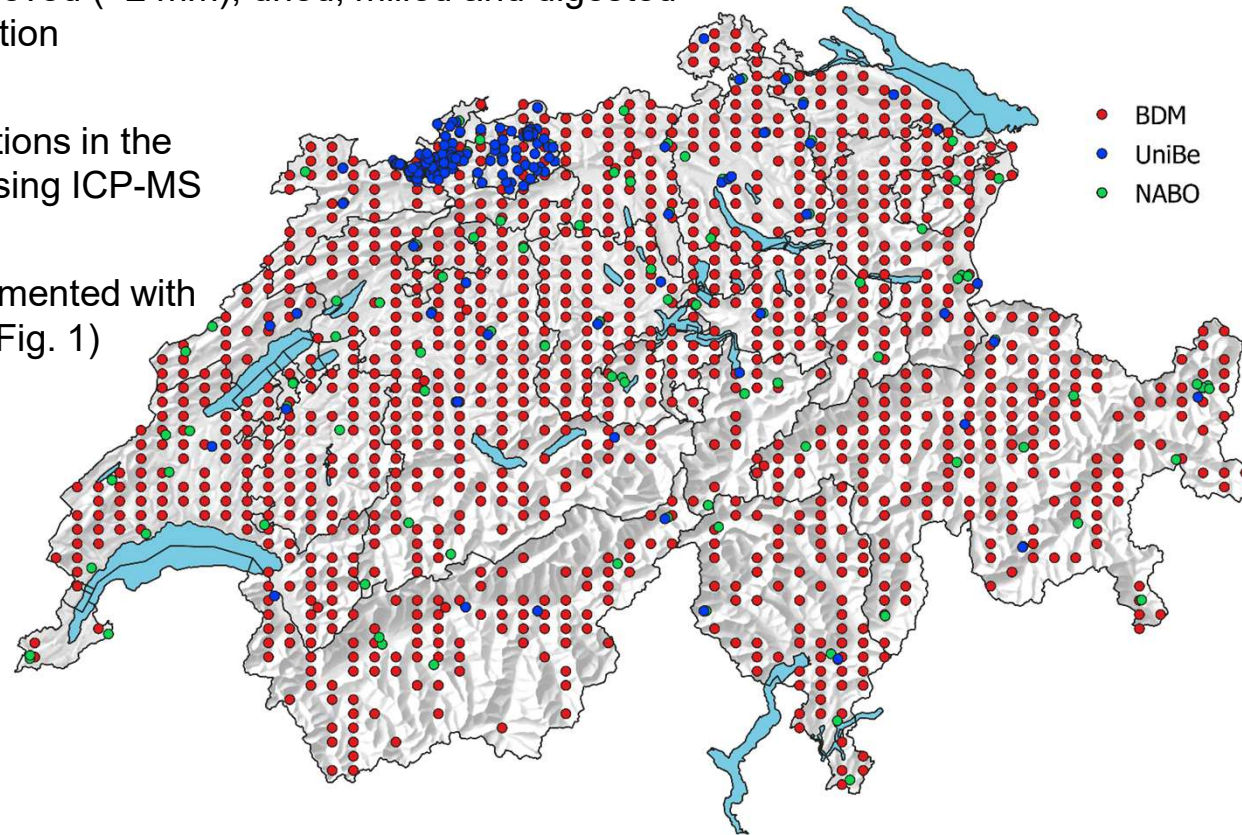 (<2 mm), dried, milled and digested
tion
tions in the
sing ICP-MS
mented with
Fig. 1)
BDM
UniBe
NABO